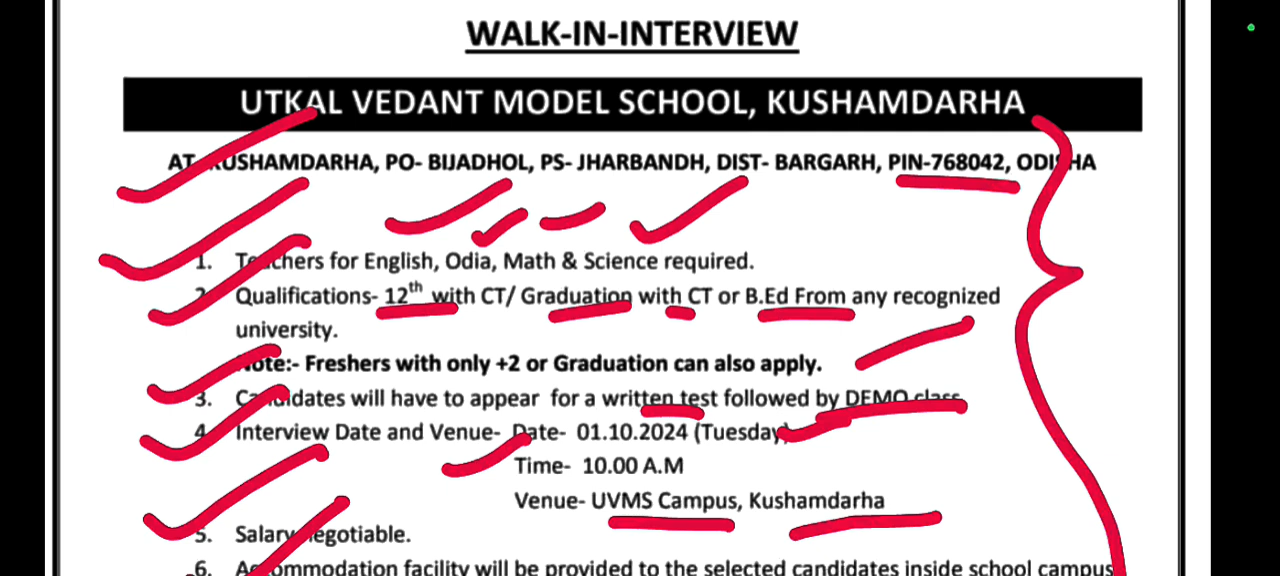 WALK-IN-INTERVIEW
UTKAL VEDANT MODEL SCHOOL, KUSHAMDARHA
AT- KUSHAMDARHA, PO- BIJADHOL, PS- JHARBANDH, DIST- BARGARH, PIN-768042, ODISHA
1. Teachers for English, Odia, Math & Science required.
2. Qualifications- 12th with CT/ Graduation with CT or B.Ed From any recognized
university.
Note:- Freshers with only +2 or Graduation can also apply.
3. Candidates will have to appear for a written test followed by DEMO class.
4. Interview Date and Venue- Date- 01.10.2024 (Tuesday)
Time- 10.00 A.M
Venue- UVMS Campus, Kushamdarha
5. Salary negotiable.
6. Accommodation facility will be provided to the selected candidates inside school campus